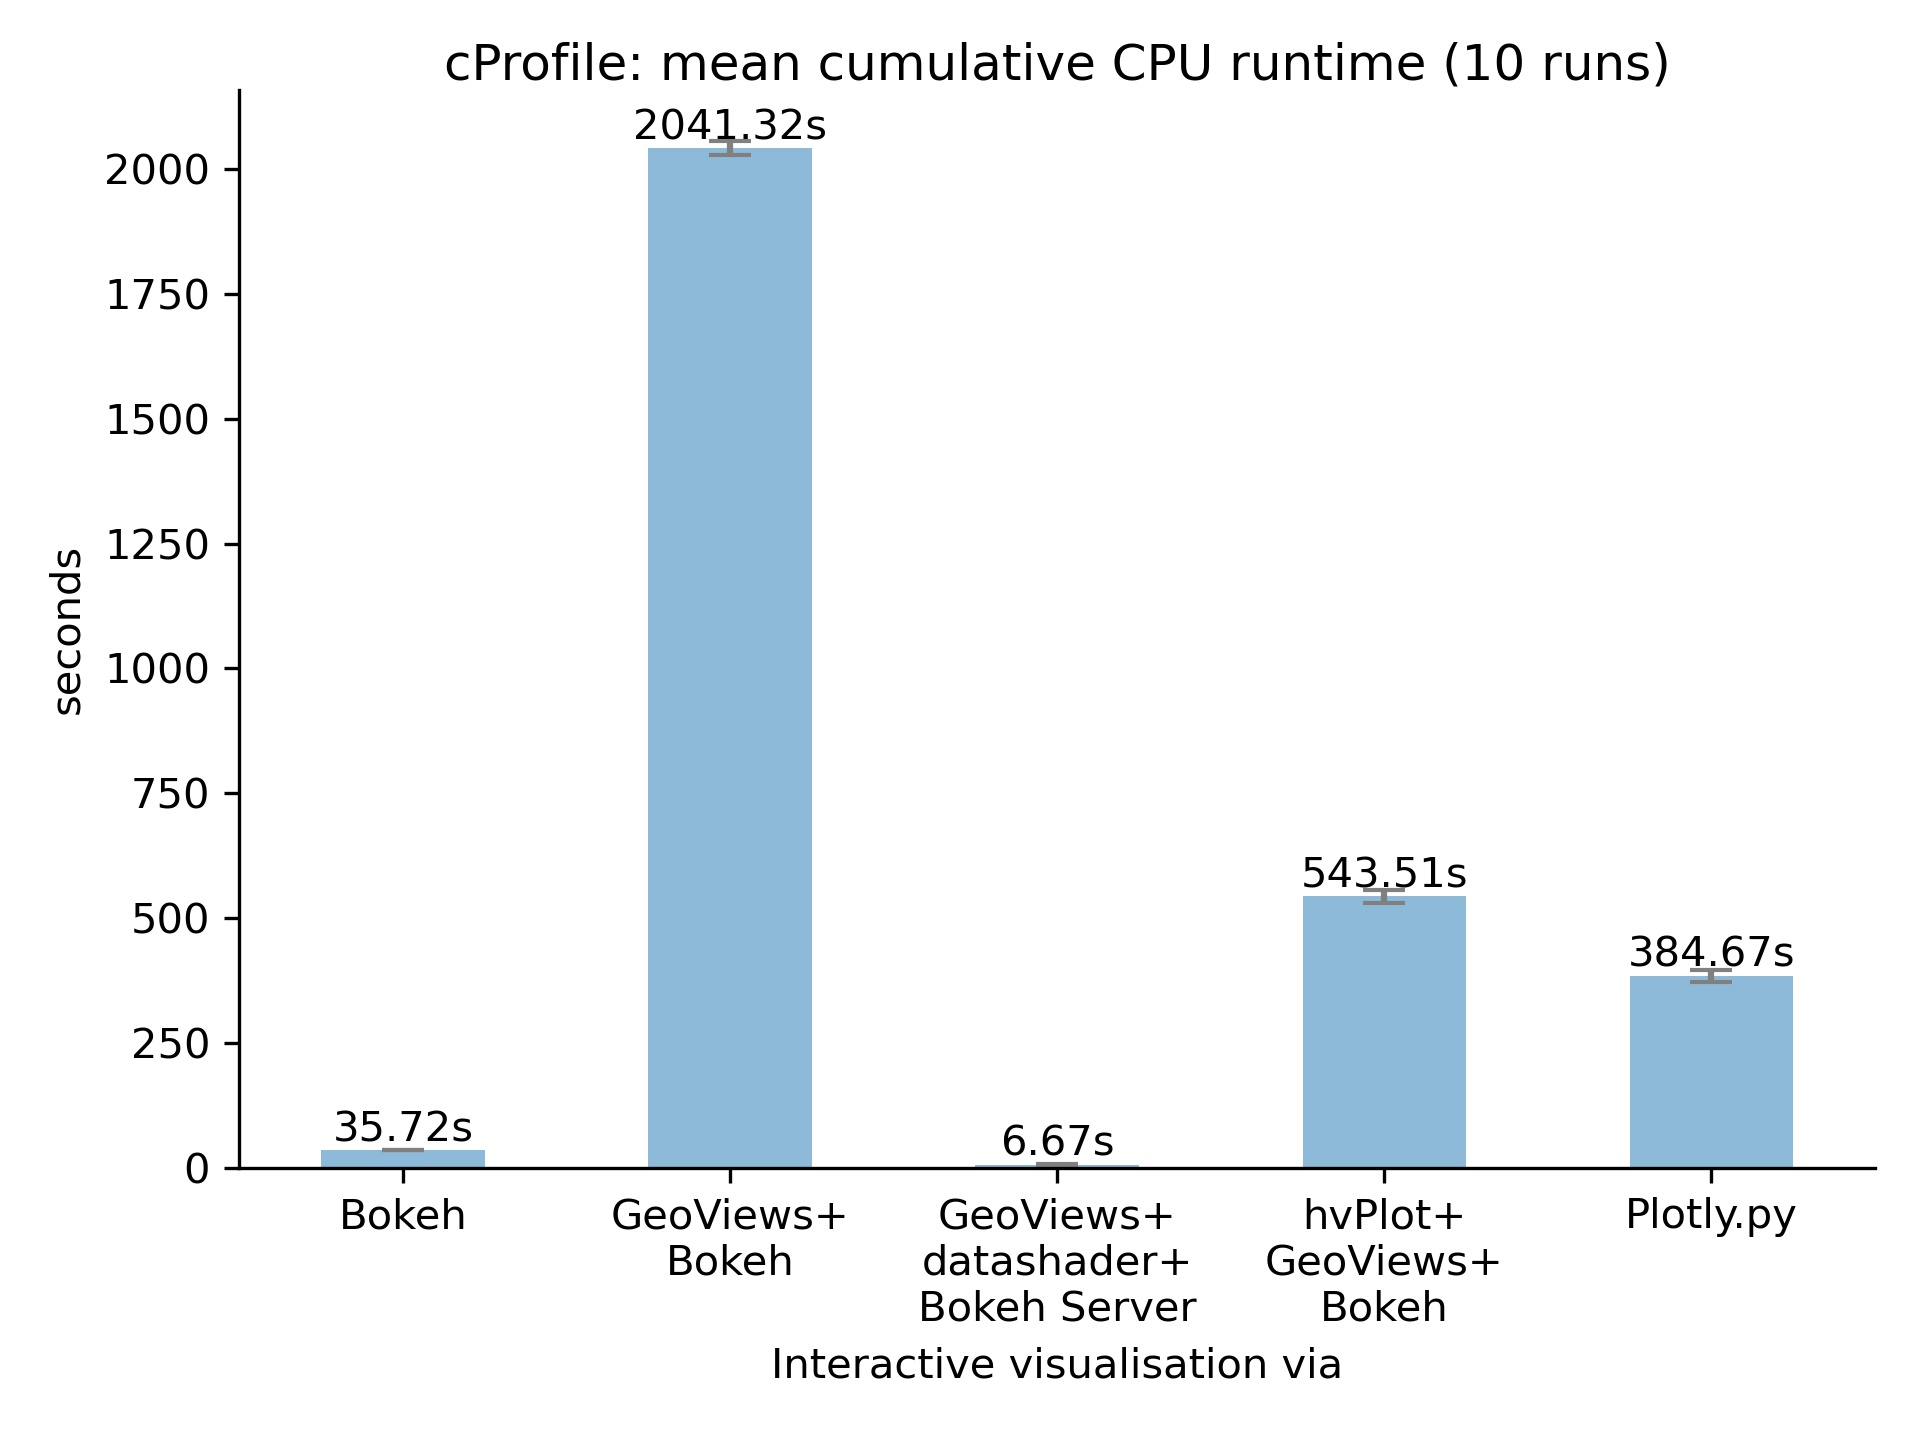 cProfile: mean cumulative CPU runtime (10 runs)
seconds
2000
1750
1500
1250
1000
750
500
250
0
35.72s
2041.32s
6.67s
543.51s
384.67s
Bokeh
GeoViews+
Bokeh
GeoViews+
datashader+
Bokeh Server
hvPlot+
GeoViews+
Bokeh
Plotly.py
Interactive visualisation via